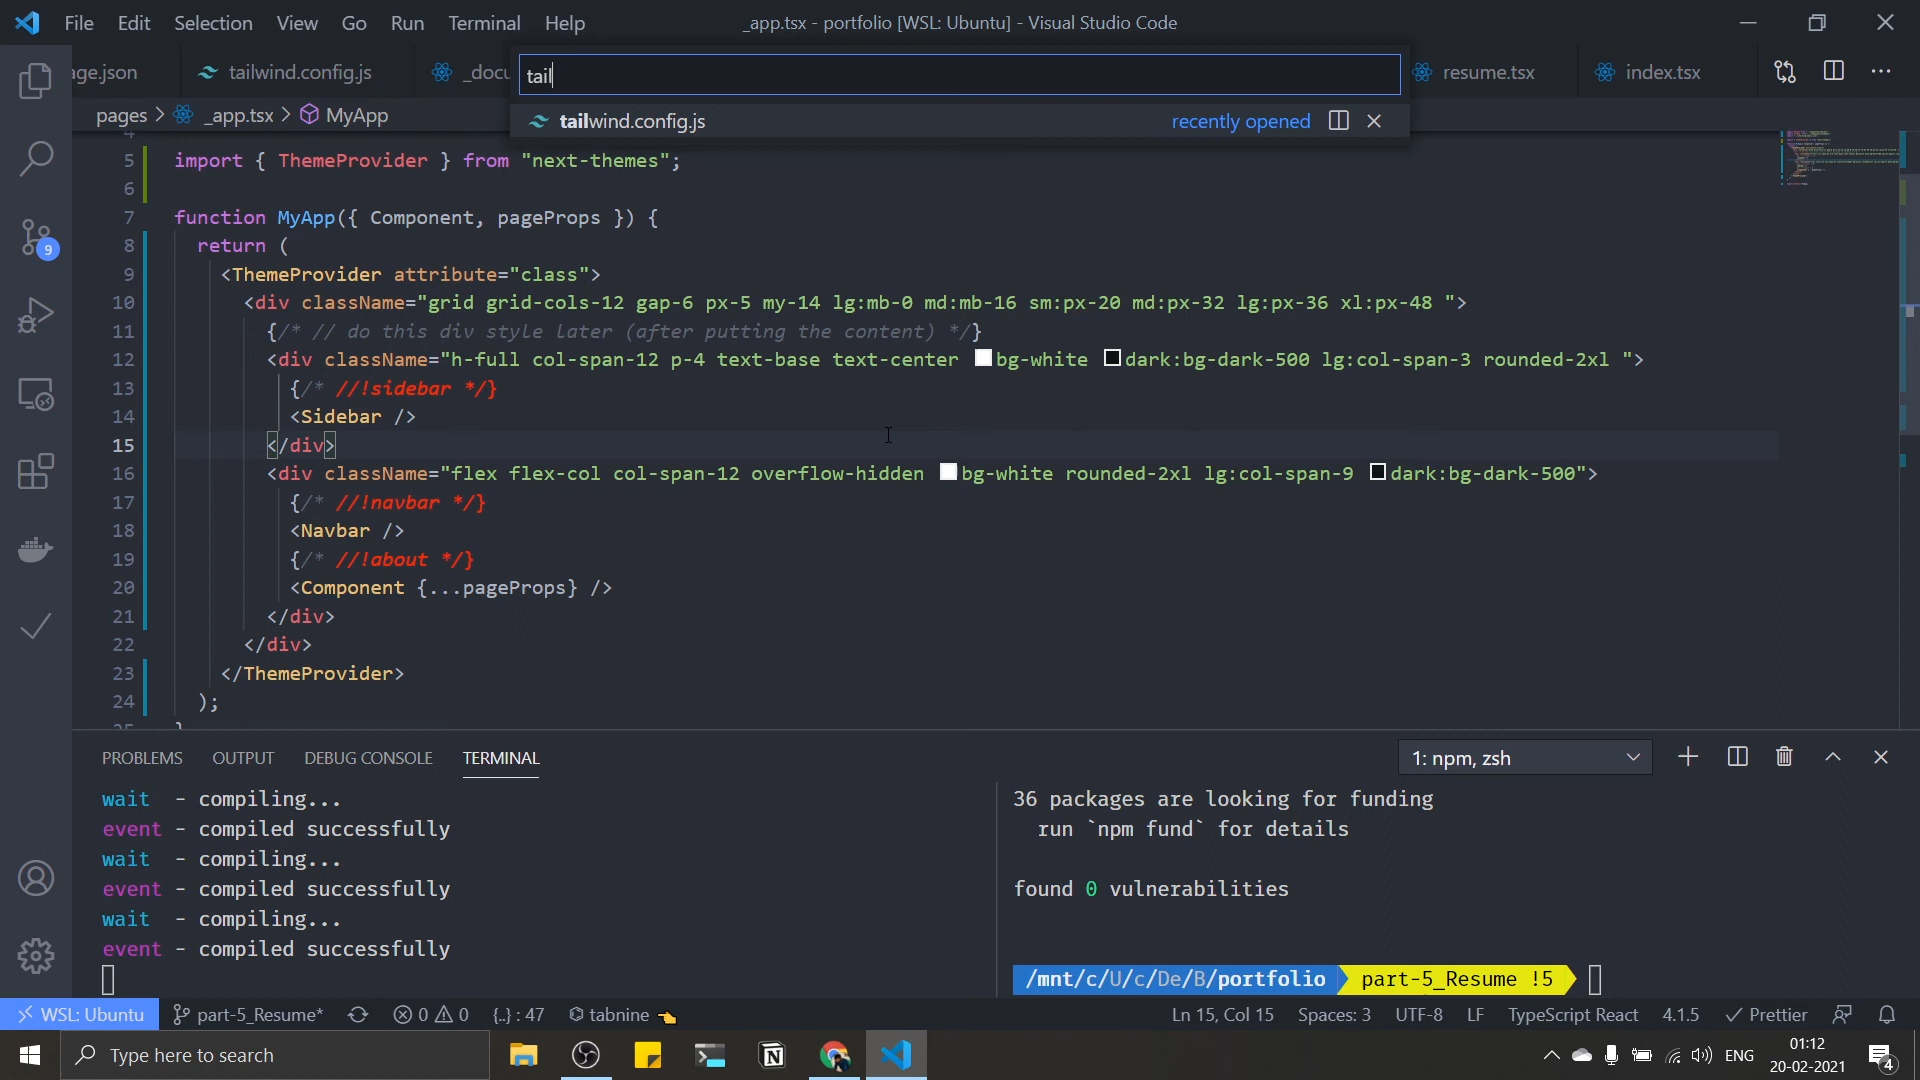 File Edit Selection View Go Run Terminal Help
_app.tsx - portfolio [WSL: Ubuntu] - Visual Studio Code
age.json tailwind.config.js _docu resume.tsx index.tsx
tail
tailwind.config.js recently opened
pages > _app.tsx > MyApp
4
5 import { ThemeProvider } from "next-themes";
6
7 function MyApp({ Component, pageProps }) {
8 return (
9 <ThemeProvider attribute="class">
10 <div className="grid grid-cols-12 gap-6 px-5 my-14 lg:mb-0 md:mb-16 sm:px-20 md:px-32 lg:px-36 xl:px-48 ">
11 {/* // do this div style later (after putting the content) */}
12 <div className="h-full col-span-12 p-4 text-base text-center bg-white dark:bg-dark-500 lg:col-span-3 rounded-2xl ">
13 {/* //!sidebar */}
14 <Sidebar />
15 </div>
16 <div className="flex flex-col col-span-12 overflow-hidden bg-white rounded-2xl lg:col-span-9 dark:bg-dark-500">
17 {/* //!navbar */}
18 <Navbar />
19 {/* //!about */}
20 <Component {...pageProps} />
21 </div>
22 </div>
23 </ThemeProvider>
24 );
25 }
9
PROBLEMS OUTPUT DEBUG CONSOLE TERMINAL
1: npm, zsh
wait - compiling...
event - compiled successfully
wait - compiling...
event - compiled successfully
wait - compiling...
event - compiled successfully
36 packages are looking for funding
run `npm fund` for details
found 0 vulnerabilities
/mnt/c/U/c/De/B/portfolio part-5_Resume !5
WSL: Ubuntu part-5_Resume* 0 0 {..} : 47 tabnine
Ln 15, Col 15 Spaces: 3 UTF-8 LF TypeScript React 4.1.5 Prettier
Type here to search
ENG
01:12
20-02-2021
4